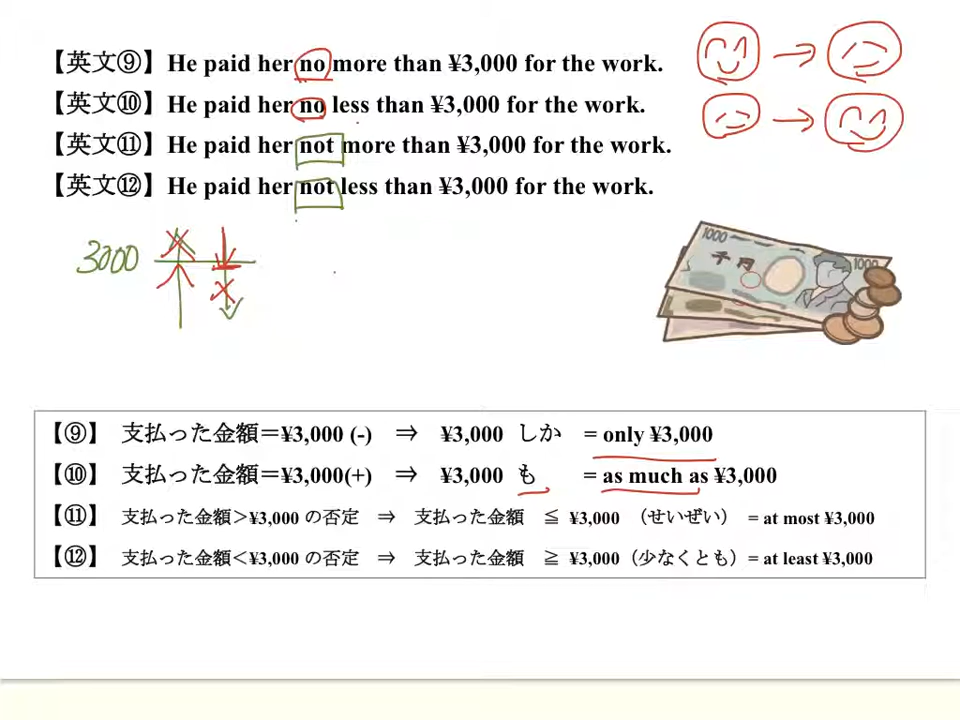 【英文⑨】He paid her no more than ¥3,000 for the work.
【英文⑩】He paid her no less than ¥3,000 for the work.
【英文⑪】He paid her not more than ¥3,000 for the work.
【英文⑫】He paid her not less than ¥3,000 for the work.
3000
1000
千円
1000
【⑨】 支払った金額＝¥3,000 (-) ⇒ ¥3,000 しか = only ¥3,000
【⑩】 支払った金額＝¥3,000(+) ⇒ ¥3,000 も = as much as ¥3,000
【⑪】 支払った金額＞¥3,000 の否定 ⇒ 支払った金額 ≦ ¥3,000 （せいぜい） = at most ¥3,000
【⑫】 支払った金額＜¥3,000 の否定 ⇒ 支払った金額 ≧ ¥3,000（少なくとも）= at least ¥3,000